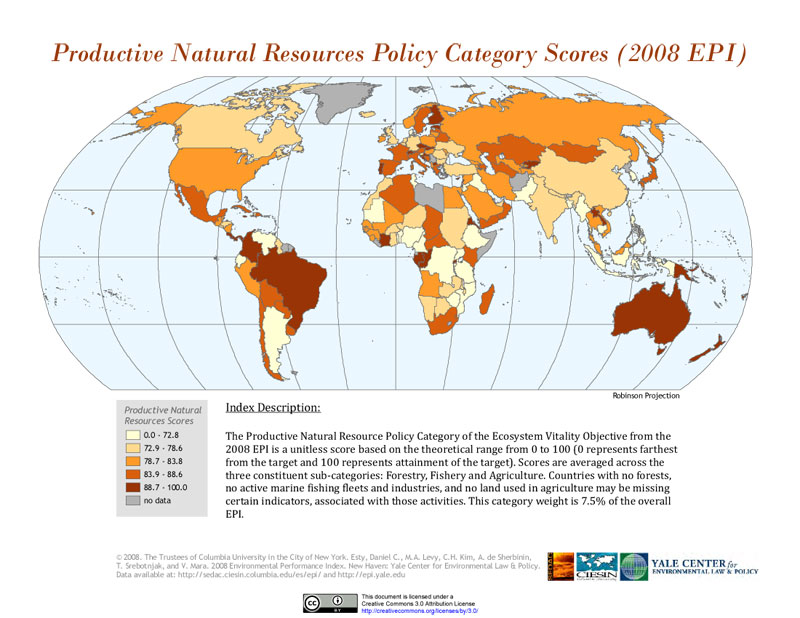 Productive Natural Resources Policy Category Scores (2008 EPI)
Robinson Projection
Productive Natural
Resources Scores
0.0 - 72.8
72.9 - 78.6
78.7 - 83.8
83.9 - 88.6
88.7 - 100.0
no data
Index Description:
The Productive Natural Resource Policy Category of the Ecosystem Vitality Objective from the
2008 EPI is a unitless score based on the theoretical range from 0 to 100 (0 represents farthest
from the target and 100 represents attainment of the target). Scores are averaged across the
three constituent sub-categories: Forestry, Fishery and Agriculture. Countries with no forests,
no active marine fishing fleets and industries, and no land used in agriculture may be missing
certain indicators, associated with those activities. This category weight is 7.5% of the overall
EPI.
© 2008. The Trustees of Columbia University in the City of New York. Esty, Daniel C., M.A. Levy, C.H. Kim, A. de Sherbinin,
T. Srebotnjak, and V. Mara. 2008 Environmental Performance Index. New Haven: Yale Center for Environmental Law & Policy.
Data available at: http://sedac.ciesin.columbia.edu/es/epi/ and http://epi.yale.edu
CIESIN
YALE CENTER for
ENVIRONMENTAL LAW & POLICY
cc
BY
This document is licensed under a
Creative Commons 3.0 Attribution License
http://creativecommons.org/licenses/by/3.0/